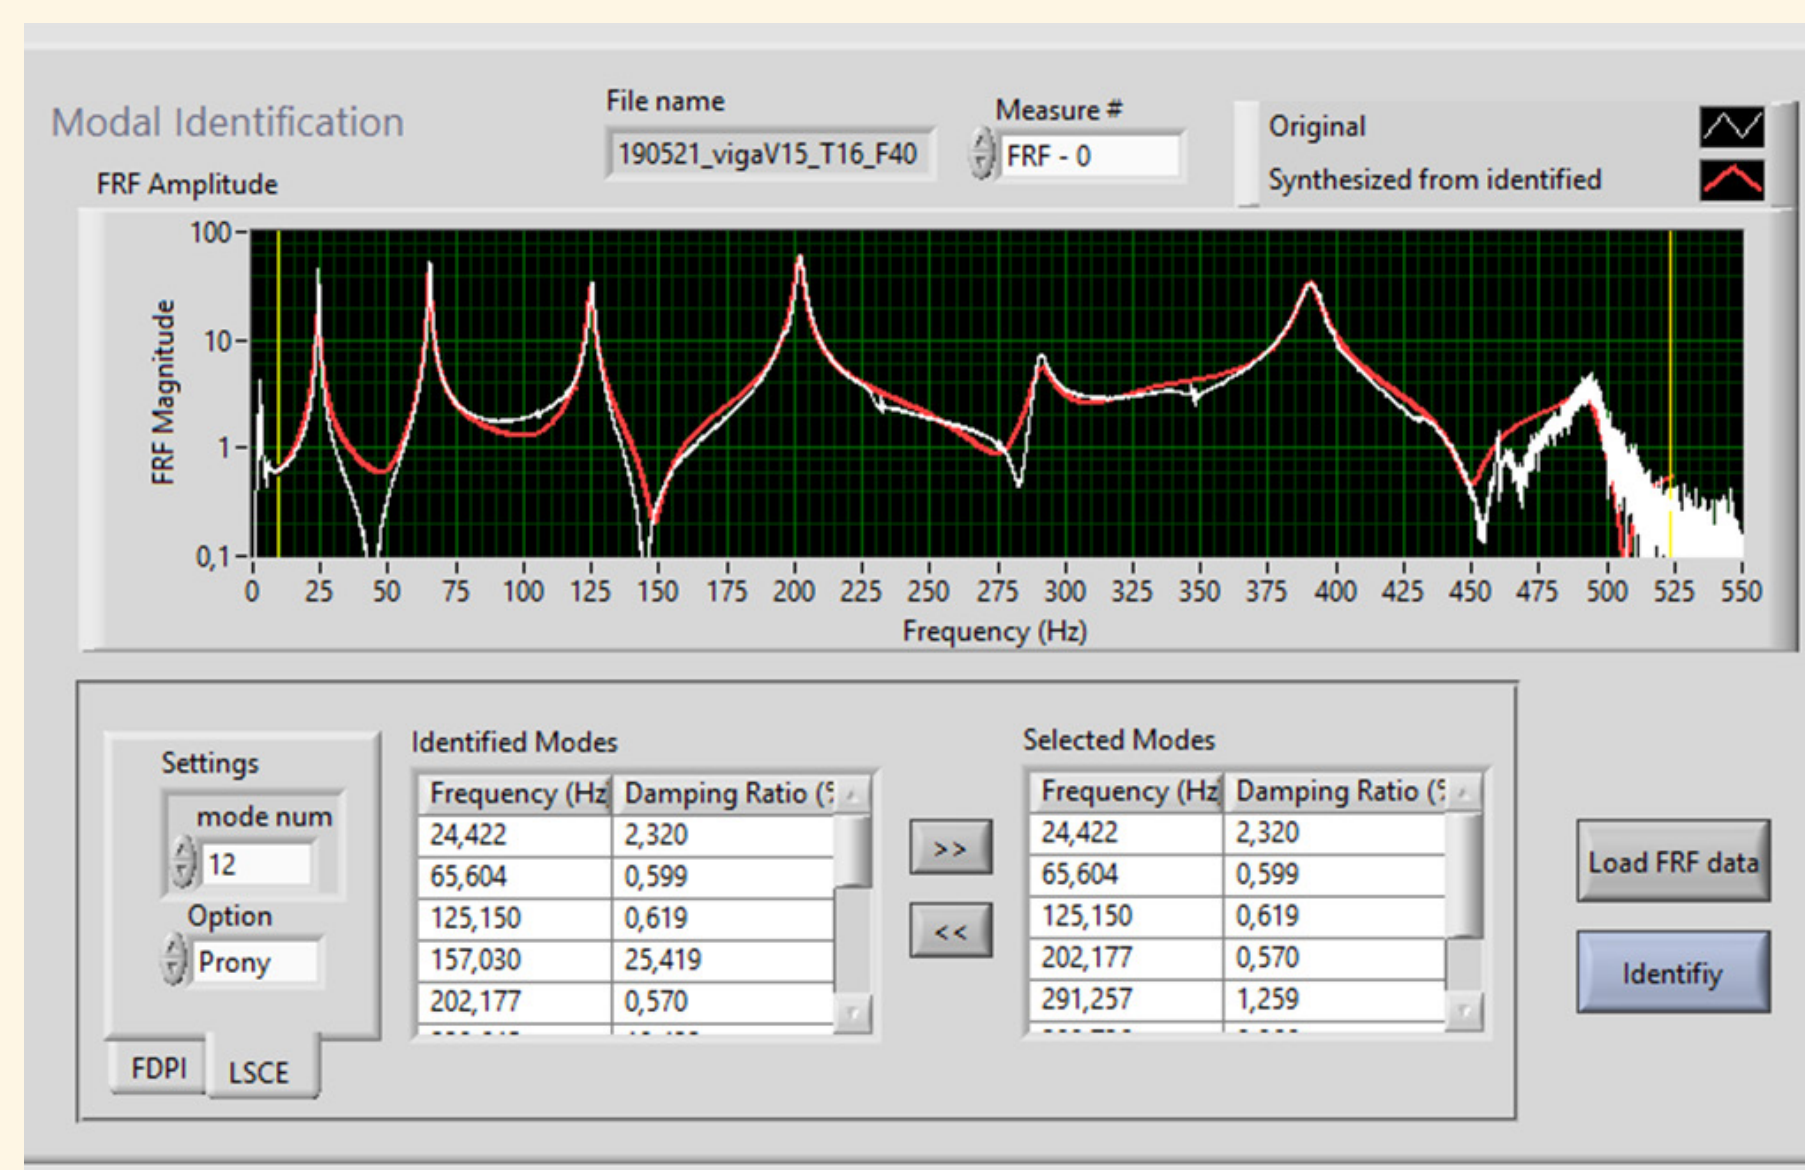 Modal Identification
File name
190521_vigaV15_T16_F40
Measure #
FRF - 0
Original
Synthesized from identified
FRF Amplitude
FRF Magnitude
100
10
1
0,1
0 25 50 75 100 125 150 175 200 225 250 275 300 325 350 375 400 425 450 475 500 525 550
Frequency (Hz)
Settings
mode num
12
Option
Prony
FDPI LSCE
Identified Modes
Frequency (Hz Damping Ratio (%
24,422 2,320
65,604 0,599
125,150 0,619
157,030 25,419
202,177 0,570
>>
<<
Selected Modes
Frequency (Hz Damping Ratio (%
24,422 2,320
65,604 0,599
125,150 0,619
202,177 0,570
291,257 1,259
Load FRF data
Identifiy